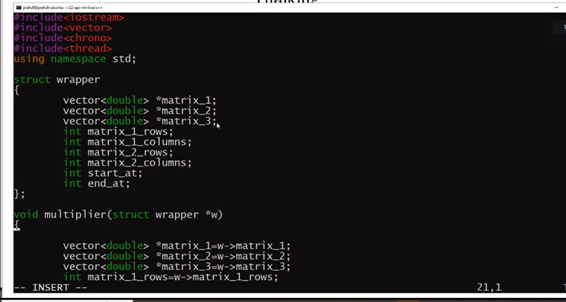 #include<iostream>
#include<vector>
#include<chrono>
#include<thread>
using namespace std;
struct wrapper
{
vector<double> *matrix_1;
vector<double> *matrix_2;
vector<double> *matrix_3;
int matrix_1_rows;
int matrix_1_columns;
int matrix_2_rows;
int matrix_2_columns;
int start_at;
int end_at;
};
void multiplier(struct wrapper *w)
{
vector<double> *matrix_1=w->matrix_1;
vector<double> *matrix_2=w->matrix_2;
vector<double> *matrix_3=w->matrix_3;
int matrix_1_rows=w->matrix_1_rows;
-- INSERT -- 21,1